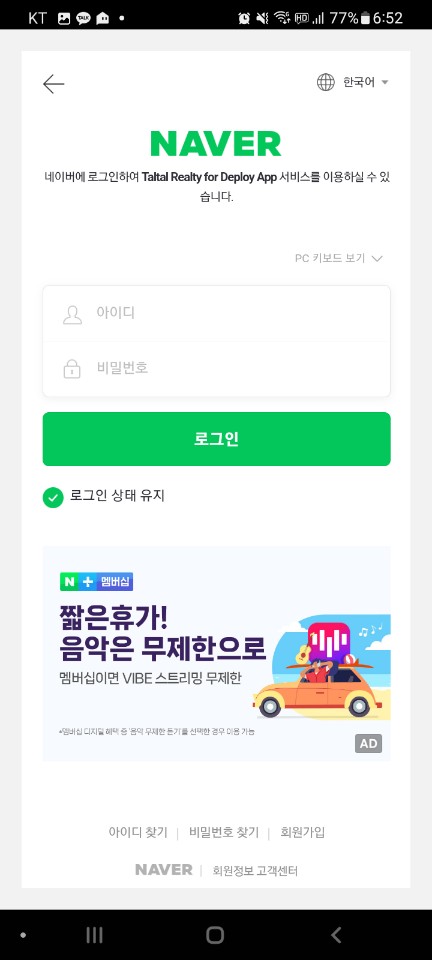 KT TALK HD 77% 6:52
한국어
NAVER
네이버에 로그인하여 Taltal Realty for Deploy App 서비스를 이용하실 수 있
습니다.
PC 키보드 보기
아이디
비밀번호
로그인
로그인 상태 유지
N + 멤버십
짧은휴가!
음악은 무제한으로
멤버십이면 VIBE 스트리밍 무제한
*멤버십 디지털 혜택 중 '음악 무제한 듣기'를 선택한 경우 이용 가능
AD
아이디 찾기 | 비밀번호 찾기 | 회원가입
NAVER | 회원정보 고객센터